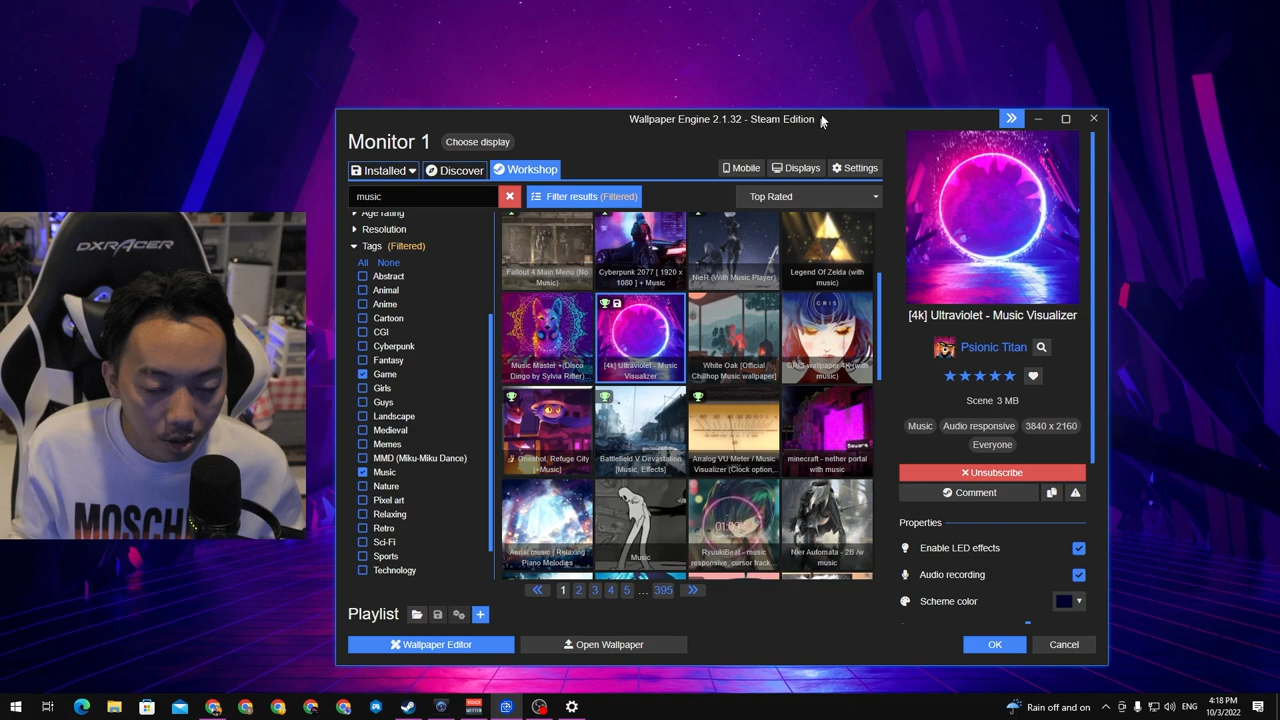 Wallpaper Engine 2.1.32 - Steam Edition
Monitor 1
Choose display
Installed
Discover
Workshop
Mobile
Displays
Settings
music
Filter results (Filtered)
Top Rated
Age rating
Resolution
Tags (Filtered)
All None
Abstract
Animal
Anime
Cartoon
CGI
Cyberpunk
Fantasy
Game
Girls
Guys
Landscape
Medieval
Memes
MMD (Miku-Miku Dance)
Music
Nature
Pixel art
Relaxing
Retro
Sci-Fi
Sports
Technology
Fallout 4 Main Menu (No
Music)
Cyberpunk 2077 [ 1920 x
1080 ] + Music
NieR (With Music Player)
Legend Of Zelda (with
music)
Music Master +(Disco
Dingo by Sylvia Ritter)...
[4k] Ultraviolet - Music
Visualizer
White Oak [Official
Chillhop Music wallpaper]
GRIS
GRIS wallpaper 4K (with
music)
Oneshot, Refuge City
[+Music]
Battlefield V Devastation
[Music, Effects]
Analog VU Meter / Music
Visualizer (Clock option,...
minecraft - nether portal
with music
Aerial music | Relaxing
Piano Melodies
Music
RyuukiBeat - music
responsive, cursor track...
Nier Automata - 2B /w
music
1 2 3 4 5 ... 395
Playlist
Wallpaper Editor
Open Wallpaper
[4k] Ultraviolet - Music Visualizer
Psionic Titan
Scene 3 MB
Music
Audio responsive
3840 x 2160
Everyone
Unsubscribe
Comment
Properties
Enable LED effects
Audio recording
Scheme color
OK
Cancel
DXRACER
MOSCH
Rain off and on
ENG
4:18 PM
10/3/2022